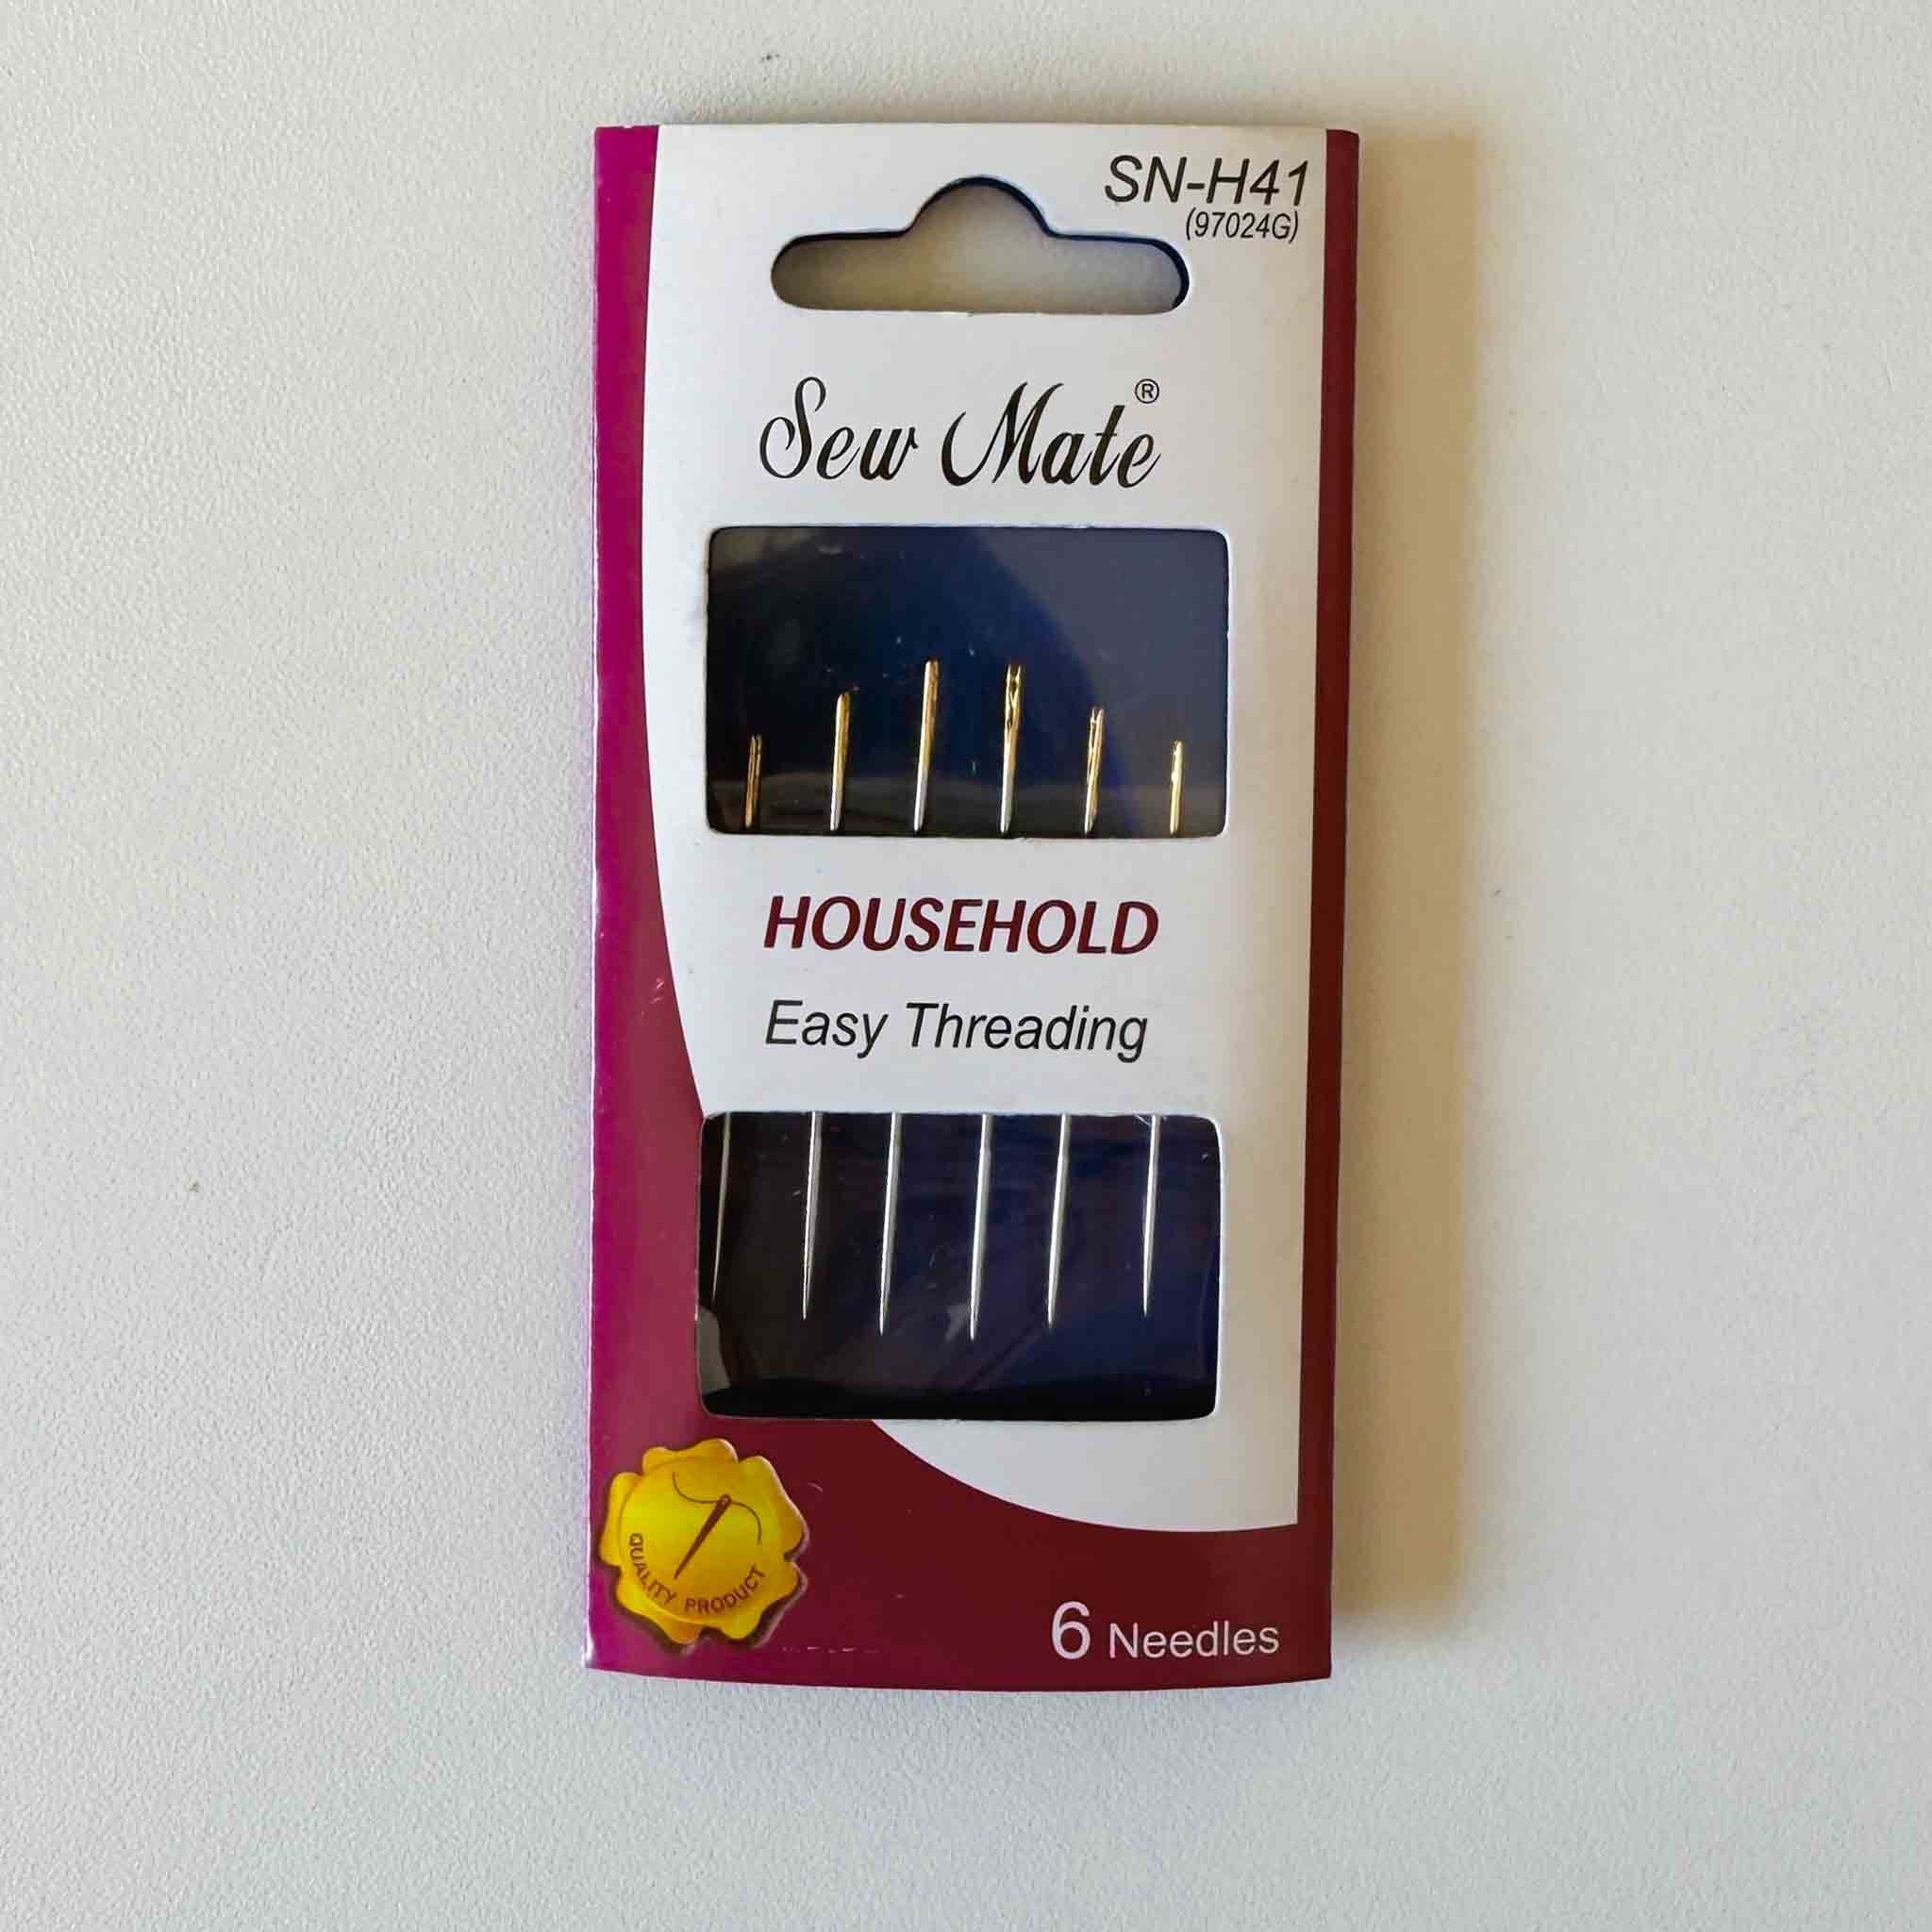 SN-H41
(97024G)
Sew Mate®
HOUSEHOLD
Easy Threading
QUALITY PRODUCT
6 Needles